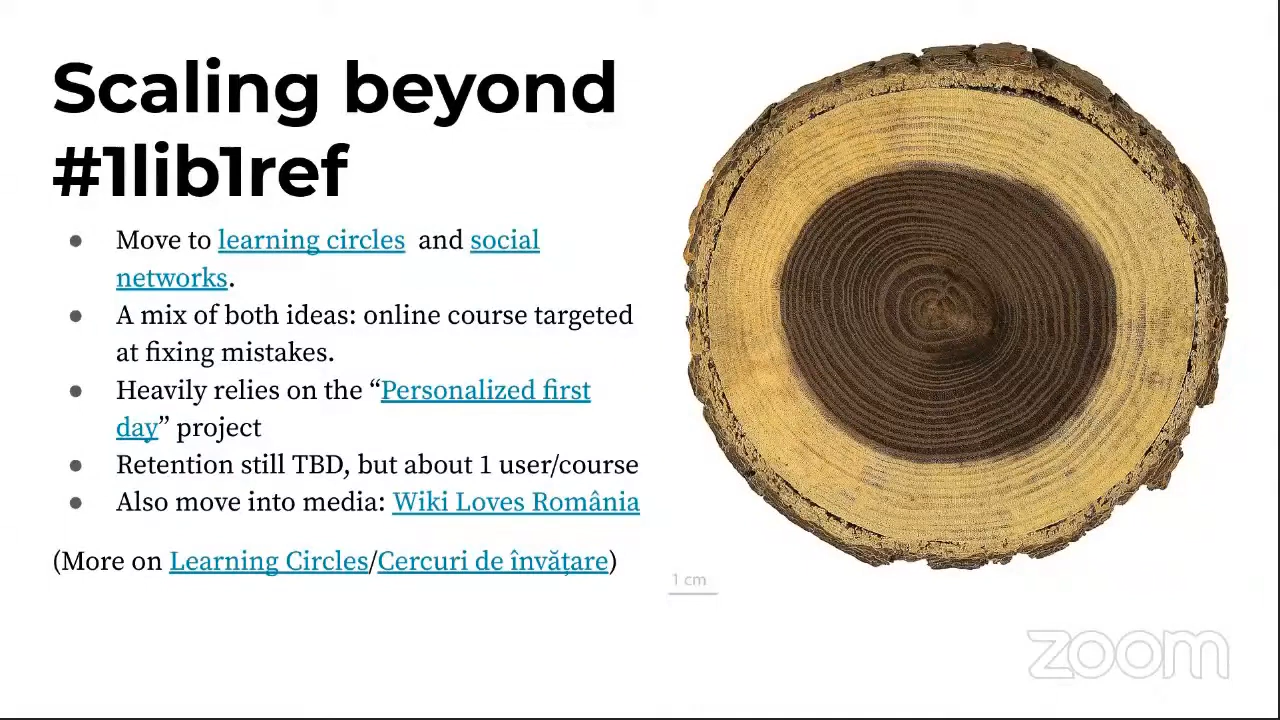 Scaling beyond
#1lib1ref
● Move to learning circles and social
networks.
● A mix of both ideas: online course targeted
at fixing mistakes.
● Heavily relies on the “Personalized first
day” project
● Retention still TBD, but about 1 user/course
● Also move into media: Wiki Loves România
(More on Learning Circles/Cercuri de învățare)
1 cm
zoom